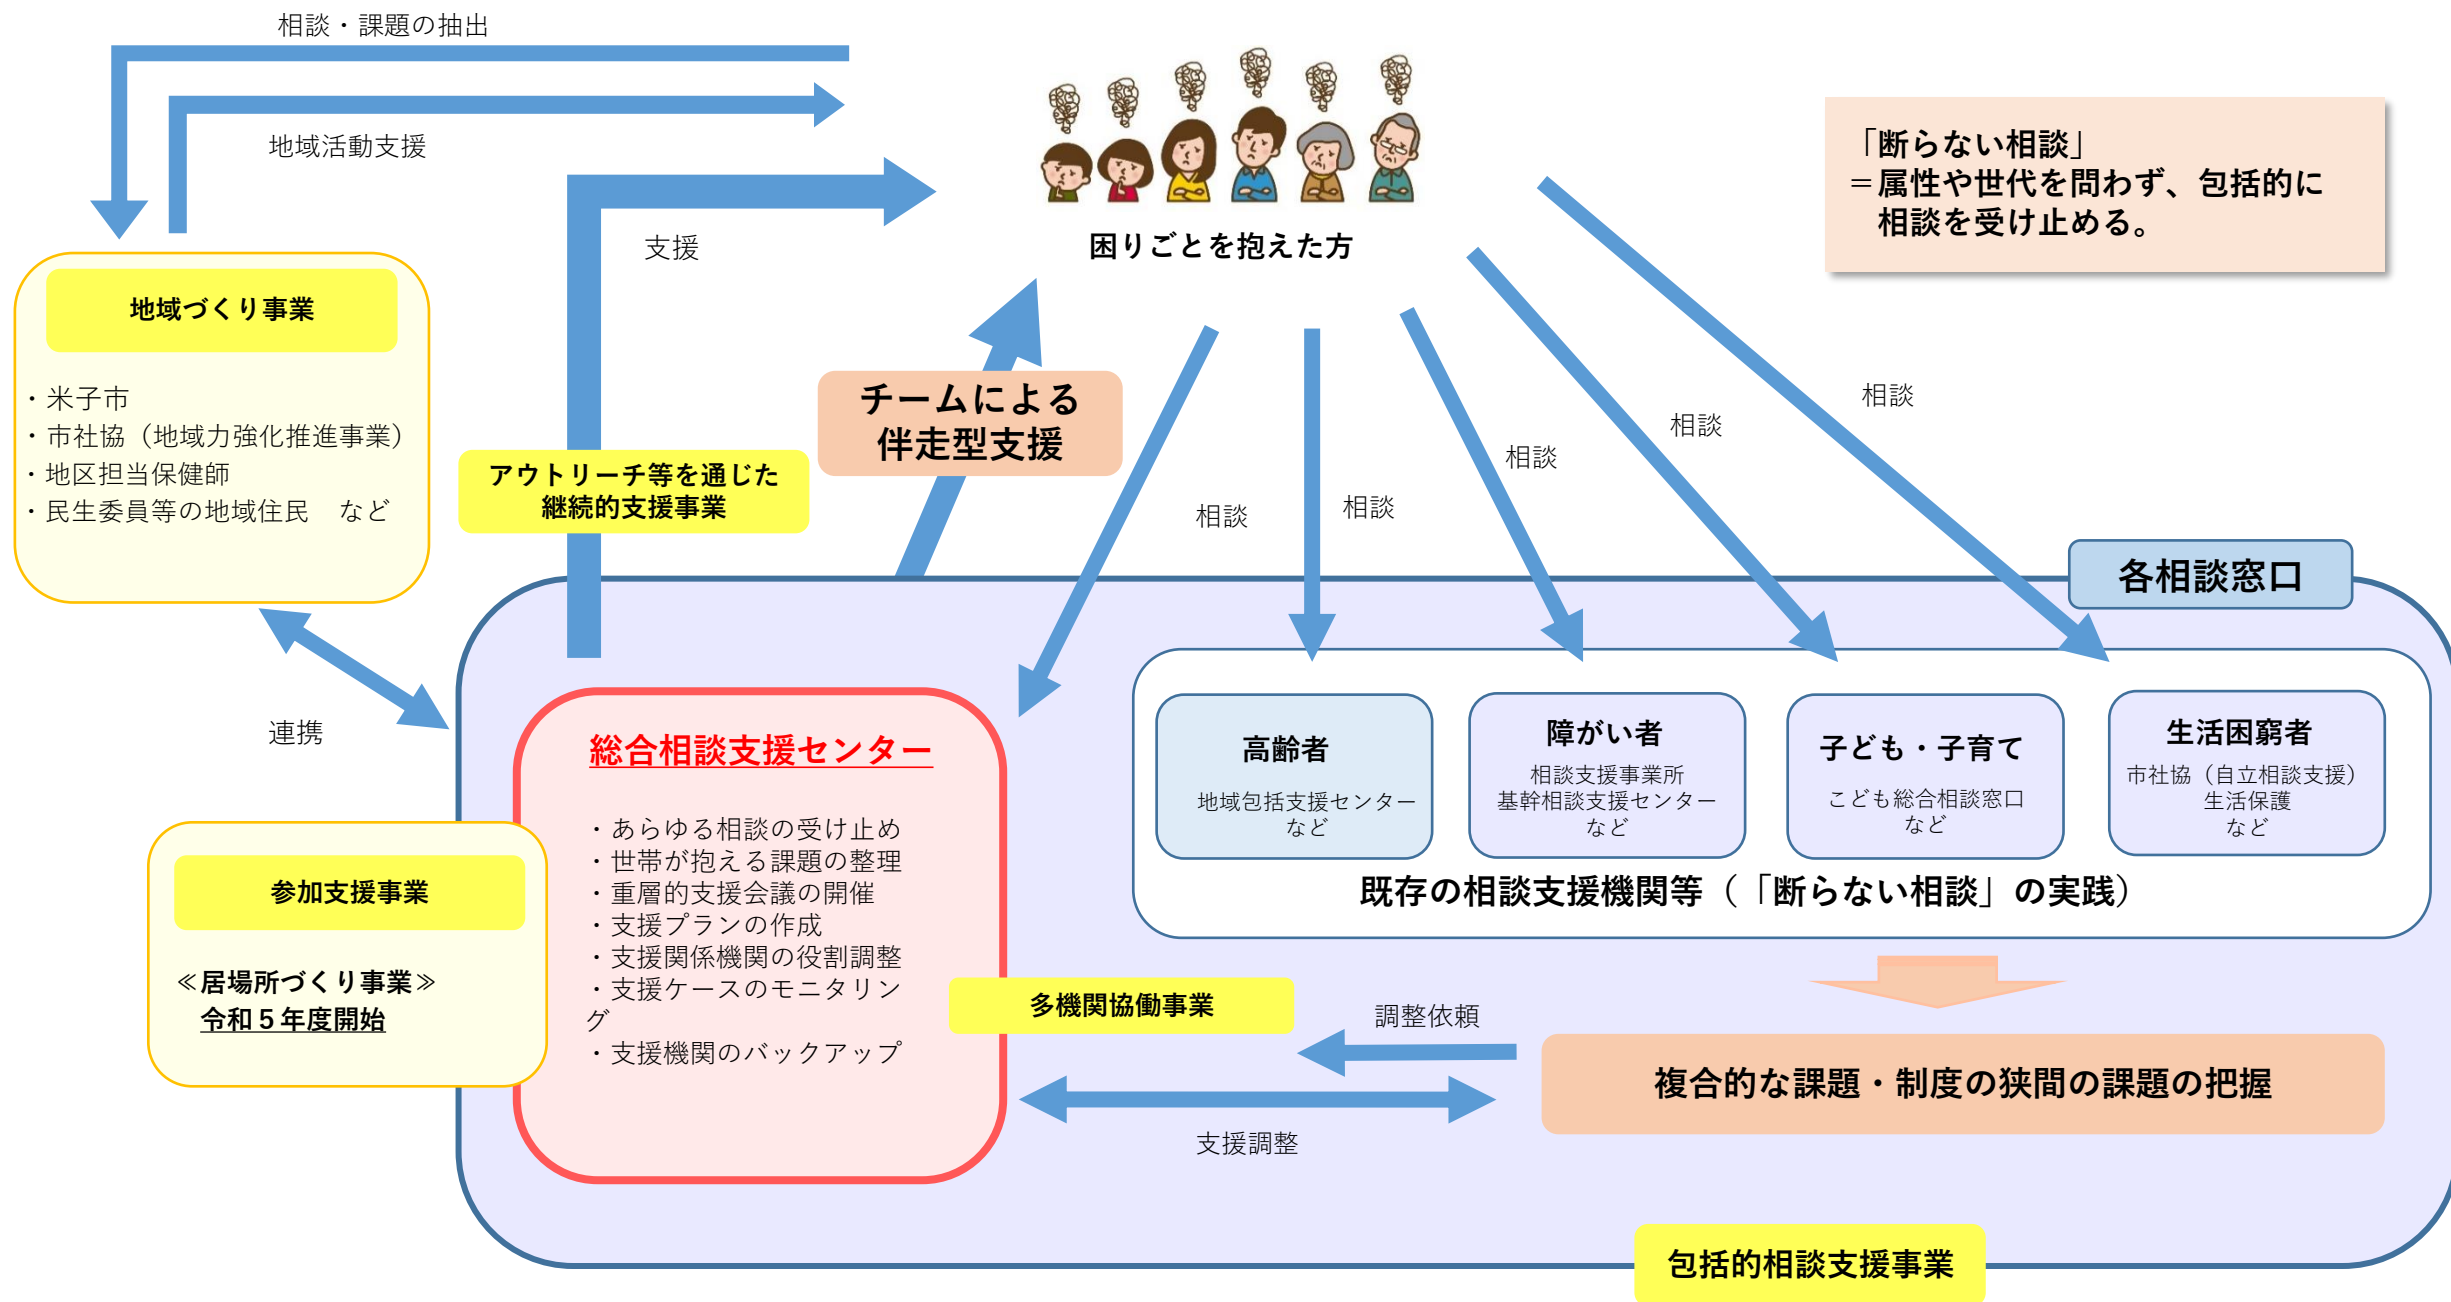 相談・課題の抽出
地域活動支援
支援
困りごとを抱えた方
「断らない相談」
＝属性や世代を問わず、包括的に
相談を受け止める。
地域づくり事業
・米子市
・市社協（地域力強化推進事業）
・地区担当保健師
・民生委員等の地域住民　など
チームによる
伴走型支援
アウトリーチ等を通じた
継続的支援事業
相談
相談
相談
相談
相談
各相談窓口
連携
総合相談支援センター
・あらゆる相談の受け止め
・世帯が抱える課題の整理
・重層的支援会議の開催
・支援プランの作成
・支援関係機関の役割調整
・支援ケースのモニタリン
グ
・支援機関のバックアップ
高齢者
地域包括支援センター
など
障がい者
相談支援事業所
基幹相談支援センター
など
子ども・子育て
こども総合相談窓口
など
生活困窮者
市社協（自立相談支援）
生活保護
など
既存の相談支援機関等（「断らない相談」の実践）
参加支援事業
≪居場所づくり事業≫
令和５年度開始
多機関協働事業
調整依頼
支援調整
複合的な課題・制度の狭間の課題の把握
包括的相談支援事業